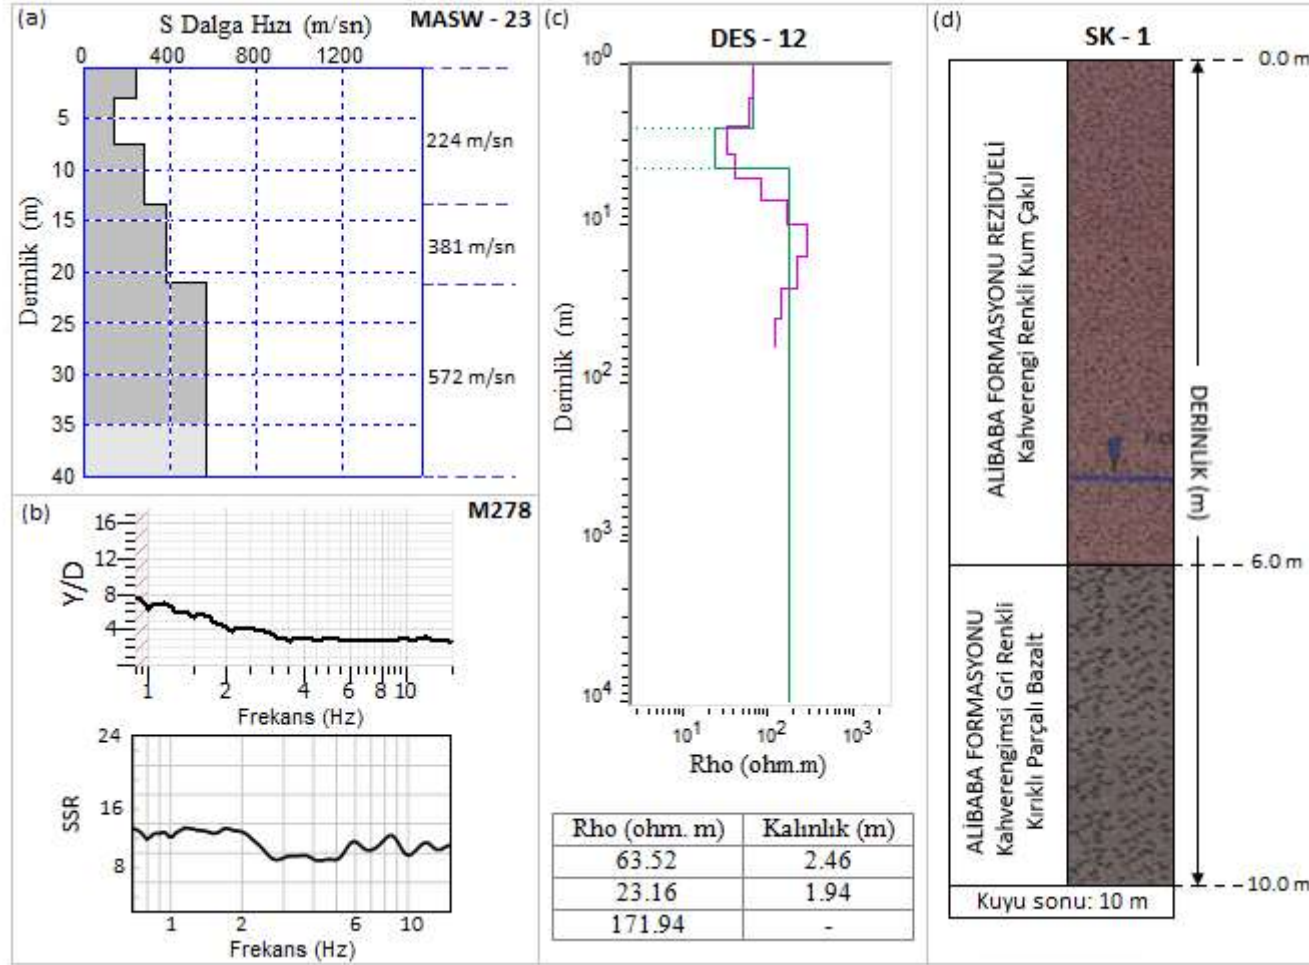 (a)
S Dalga Hızı (m/sn)
MASW - 23
0 400 800 1200
5
10
15
20
25
30
35
40
Derinlik (m)
224 m/sn
381 m/sn
572 m/sn
(b)
M278
Y/D
16
12
8
4
1 2 4 6 8 10
Frekans (Hz)
SSR
24
16
8
1 2 6 10
Frekans (Hz)
(c)
DES - 12
10⁰
10¹
10²
10³
10⁴
Derinlik (m)
10¹ 10² 10³
Rho (ohm.m)
Rho (ohm. m) Kalınlık (m)
63.52 2.46
23.16 1.94
171.94 -
(d)
SK - 1
ALİBABA FORMASYONU REZİDÜELİ
Kahverengi Renkli Kum Çakıl
ALİBABA FORMASYONU
Kahverengimsi Gri Renkli
Kırıklı Parçalı Bazalt
0.0 m
DERİNLİK (m)
6.0 m
10.0 m
Kuyu sonu: 10 m